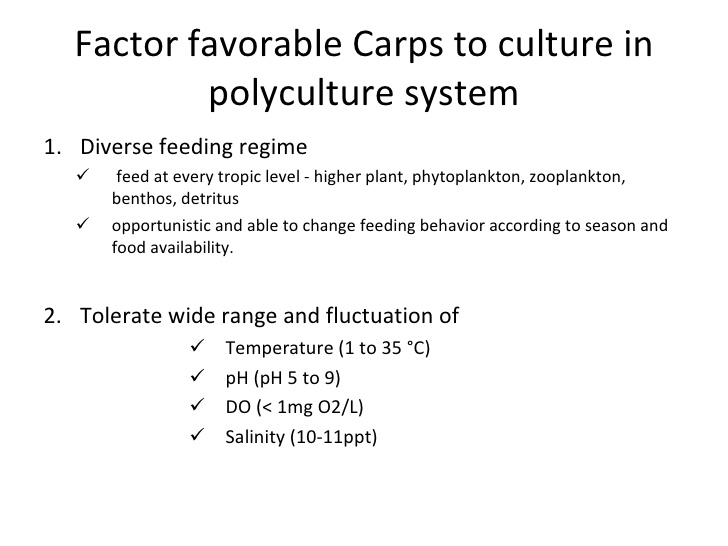 Factor favorable Carps to culture in
polyculture system
1. Diverse feeding regime
✓ feed at every tropic level - higher plant, phytoplankton, zooplankton,
benthos, detritus
✓ opportunistic and able to change feeding behavior according to season and
food availability.
2. Tolerate wide range and fluctuation of
✓ Temperature (1 to 35 °C)
✓ pH (pH 5 to 9)
✓ DO (< 1mg O2/L)
✓ Salinity (10-11ppt)